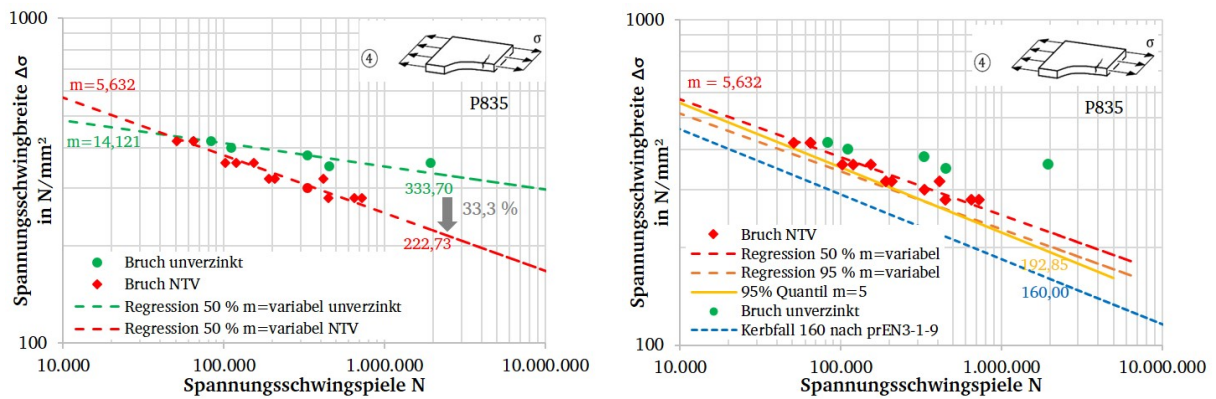 1000
100
Spannungsschwingbreite Δσ
in N/mm²
④
σ
P835
m=5,632
m=14,121
333,70
33,3 %
222,73
Bruch unverzinkt
Bruch NTV
Regression 50 % m=variabel unverzinkt
Regression 50 % m=variabel NTV
10.000
100.000
1.000.000
10.000.000
Spannungsschwingspiele N
1000
100
Spannungsschwingbreite Δσ
in N/mm²
④
σ
P835
m = 5,632
192,85
160,00
Bruch NTV
Regression 50 % m=variabel
Regression 95 % m=variabel
95% Quantil m=5
Bruch unverzinkt
Kerbfall 160 nach prEN3-1-9
10.000
100.000
1.000.000
10.000.000
Spannungsschwingspiele N